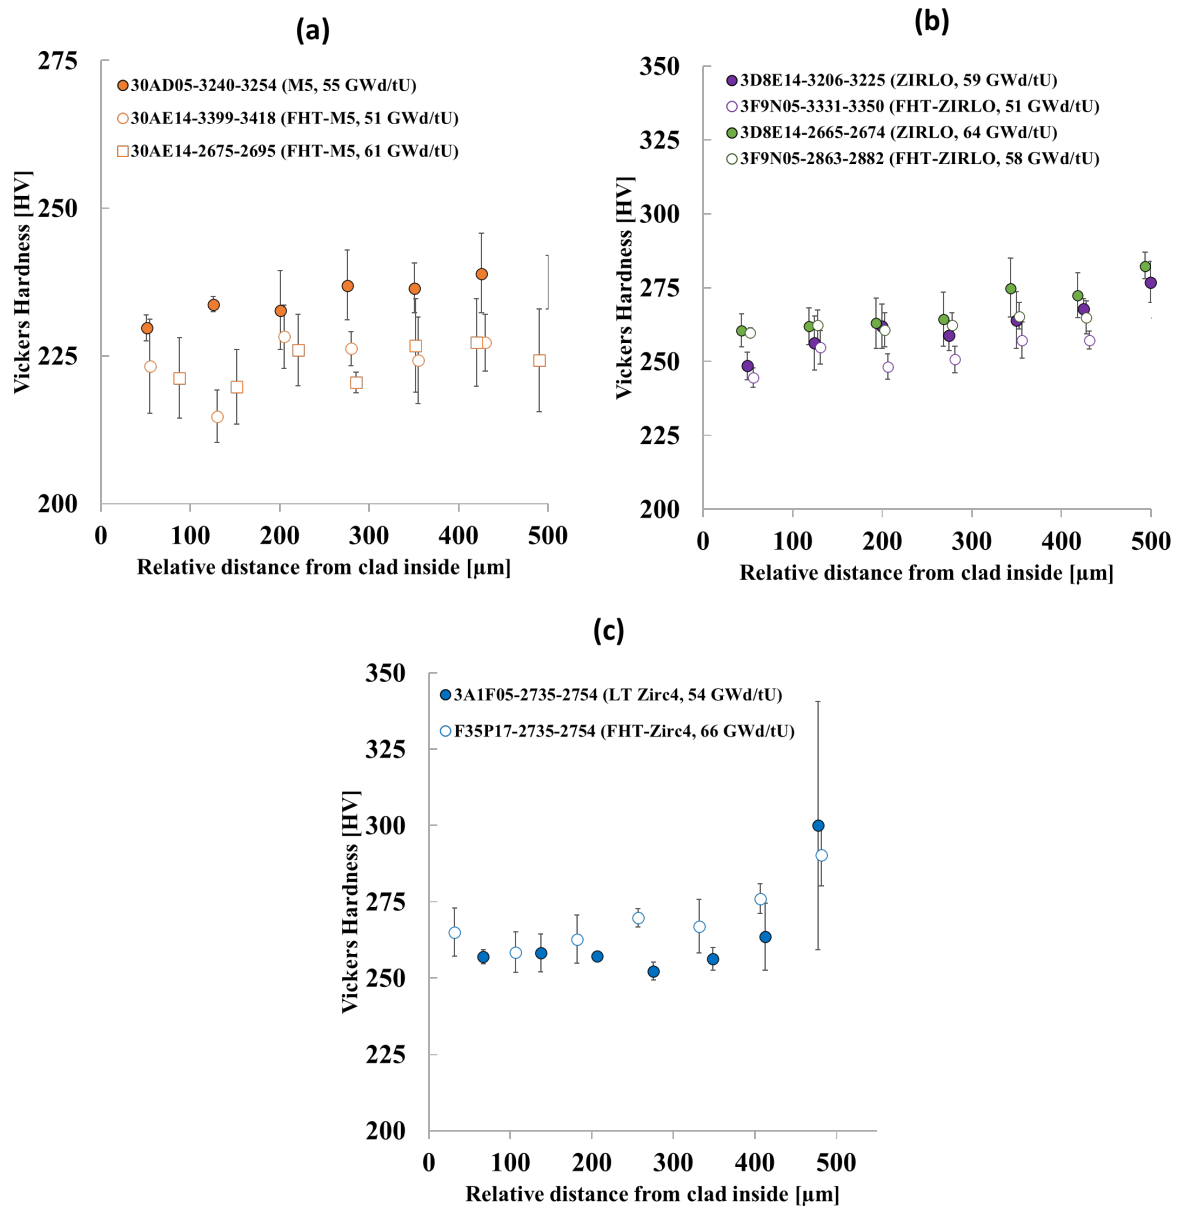 (a)
275
250
225
200
0 100 200 300 400 500
Vickers Hardness [HV]
Relative distance from clad inside [µm]
30AD05-3240-3254 (M5, 55 GWd/tU)
30AE14-3399-3418 (FHT-M5, 51 GWd/tU)
30AE14-2675-2695 (FHT-M5, 61 GWd/tU)
(b)
350
325
300
275
250
225
200
0 100 200 300 400 500
Vickers Hardness [HV]
Relative distance from clad inside [µm]
3D8E14-3206-3225 (ZIRLO, 59 GWd/tU)
3F9N05-3331-3350 (FHT-ZIRLO, 51 GWd/tU)
3D8E14-2665-2674 (ZIRLO, 64 GWd/tU)
3F9N05-2863-2882 (FHT-ZIRLO, 58 GWd/tU)
(c)
350
325
300
275
250
225
200
0 100 200 300 400 500
Vickers Hardness [HV]
Relative distance from clad inside [µm]
3A1F05-2735-2754 (LT Zirc4, 54 GWd/tU)
F35P17-2735-2754 (FHT-Zirc4, 66 GWd/tU)